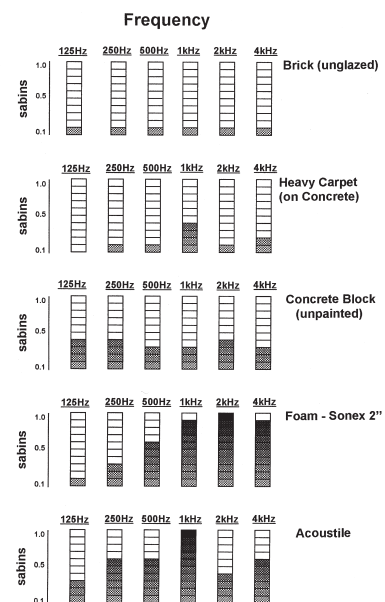 Frequency
125Hz 250Hz 500Hz 1kHz 2kHz 4kHz
Brick (unglazed)
1.0
0.5
0.1
sabins
125Hz 250Hz 500Hz 1kHz 2kHz 4kHz
Heavy Carpet
(on Concrete)
1.0
0.5
0.1
sabins
125Hz 250Hz 500Hz 1kHz 2kHz 4kHz
Concrete Block
(unpainted)
1.0
0.5
0.1
sabins
125Hz 250Hz 500Hz 1kHz 2kHz 4kHz
Foam - Sonex 2”
1.0
0.5
0.1
sabins
125Hz 250Hz 500Hz 1kHz 2kHz 4kHz
Acoustile
1.0
0.5
0.1
sabins